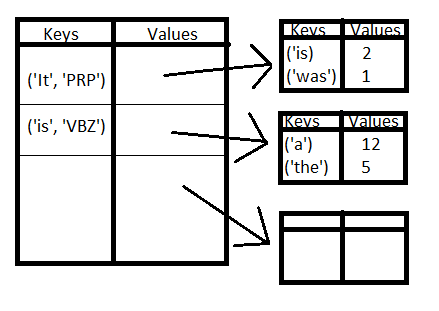 Keys Values
('It', 'PRP')
('is', 'VBZ')
Keys Values
('is) 2
('was') 1
Keys Values
('a') 12
('the') 5